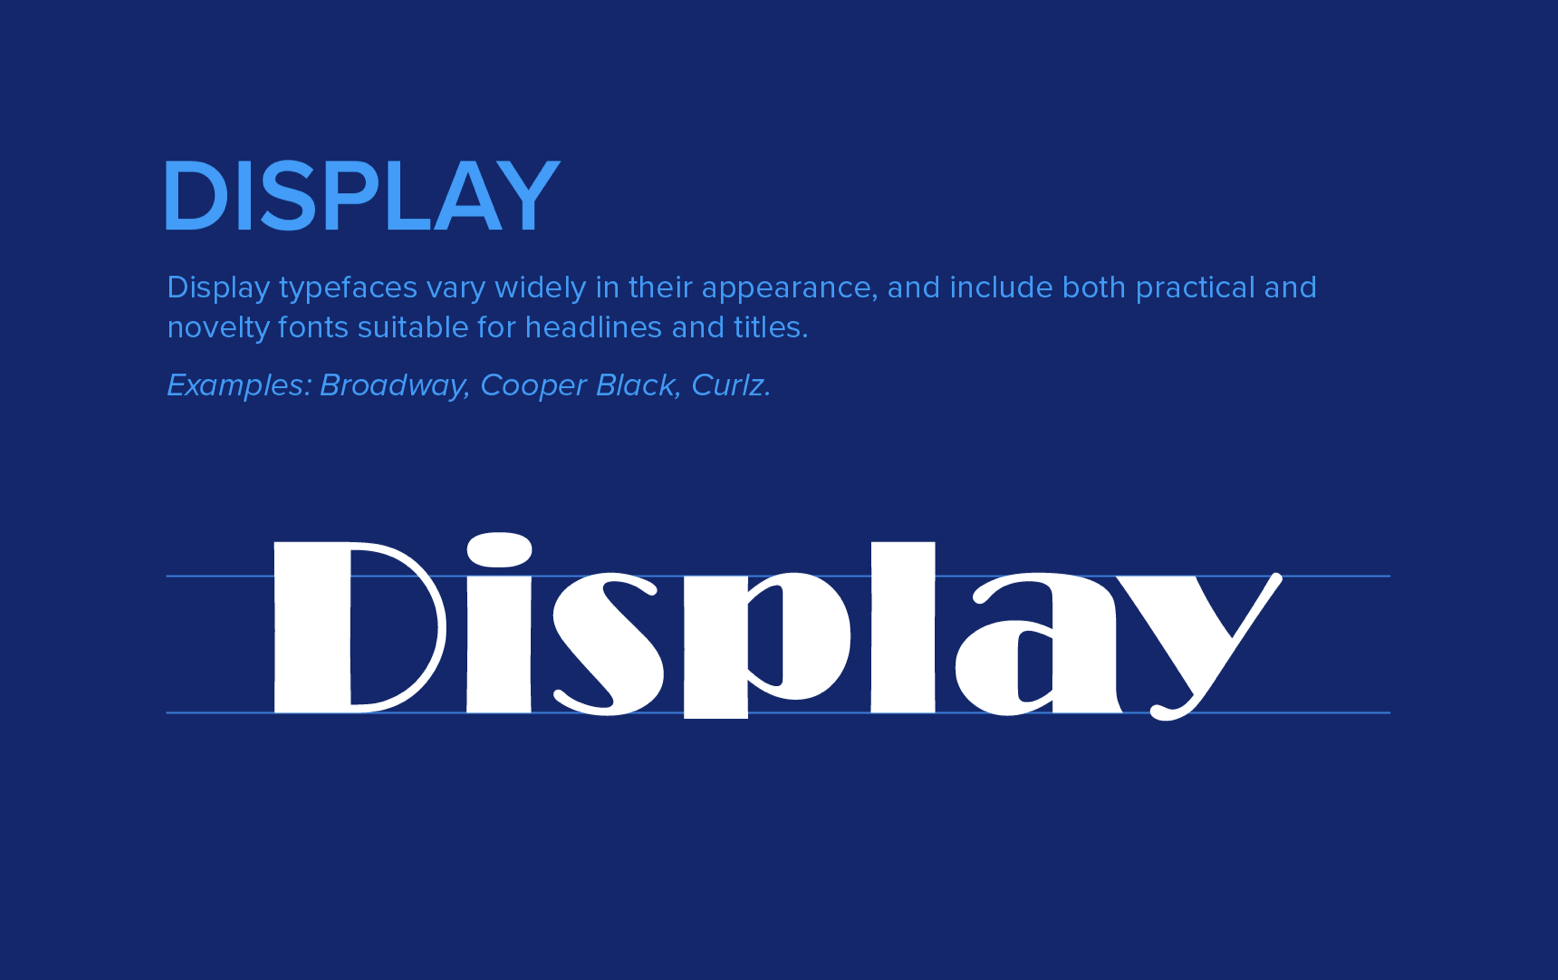 DISPLAY
Display typefaces vary widely in their appearance, and include both practical and
novelty fonts suitable for headlines and titles.
Examples: Broadway, Cooper Black, Curlz.
Display